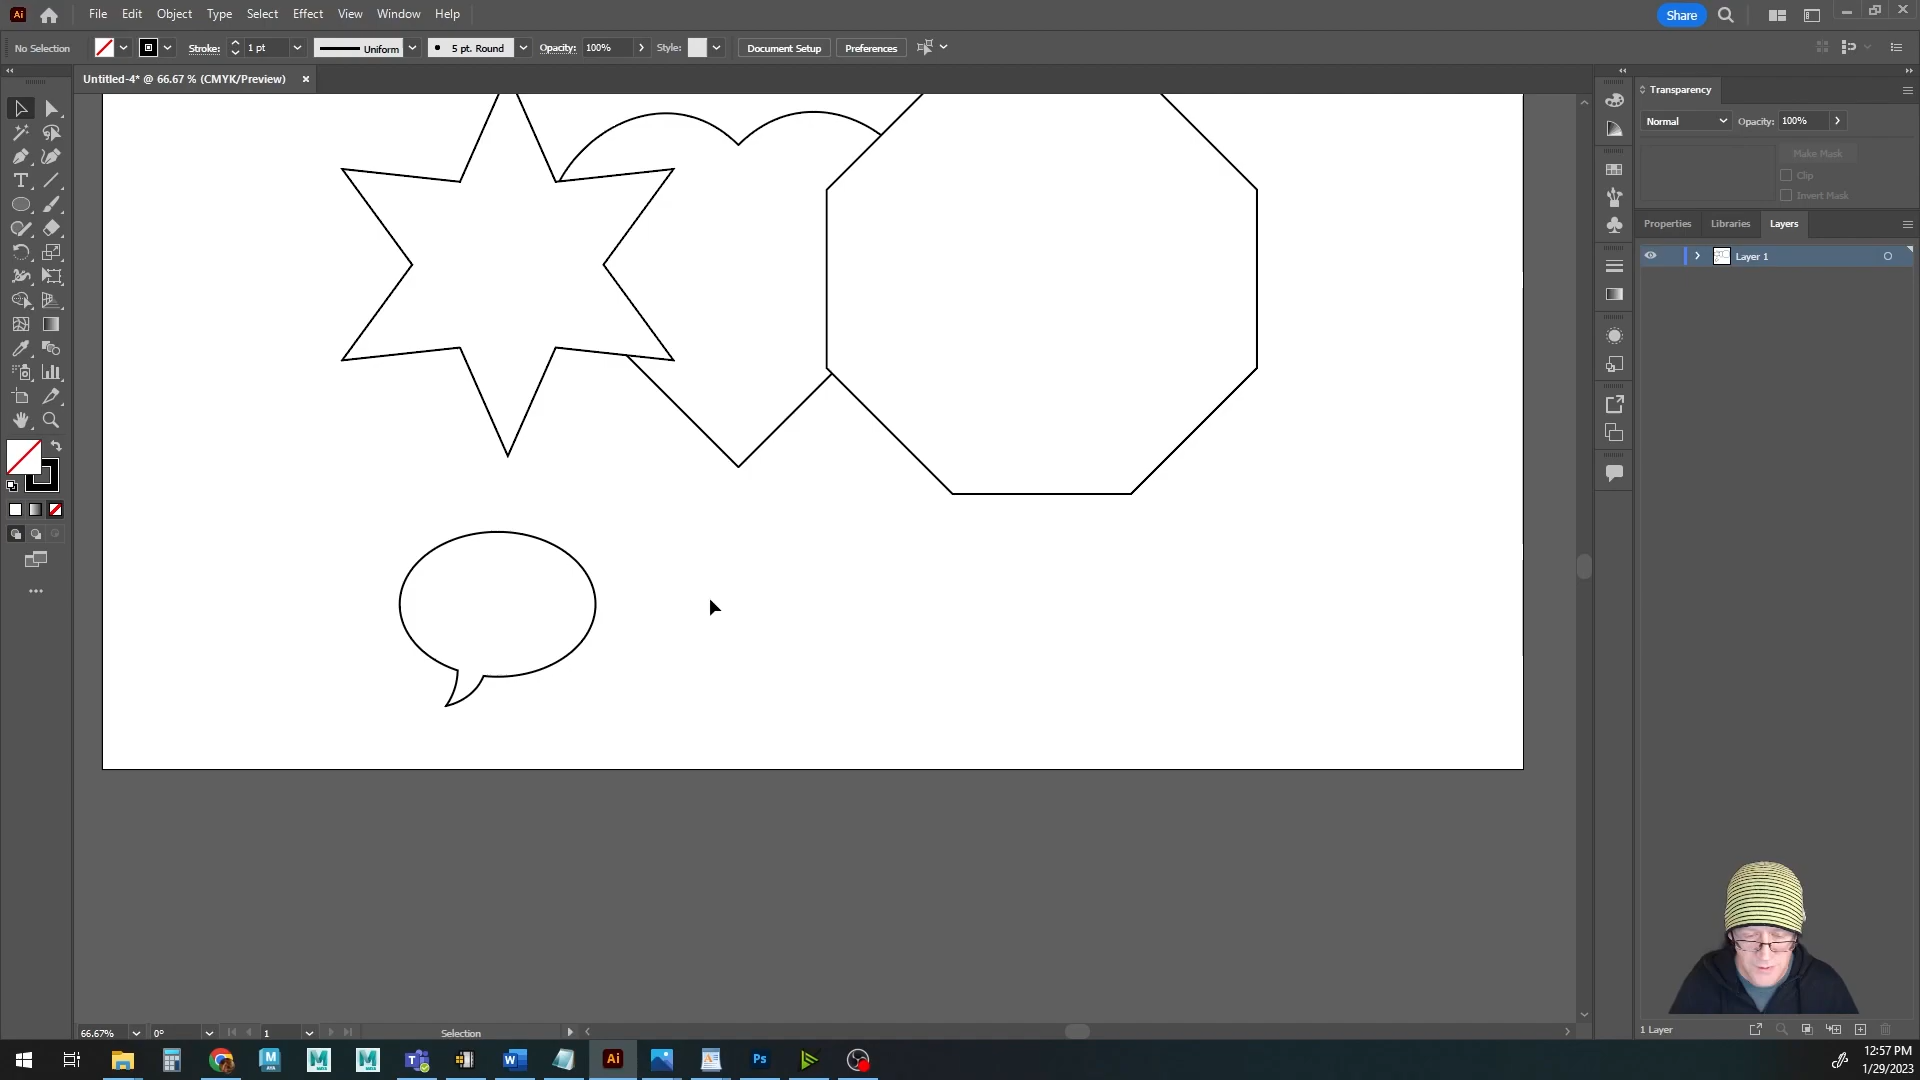 Ai File Edit Object Type Select Effect View Window Help Share
No Selection Stroke: 1 pt Uniform 5 pt. Round Opacity: 100% Style: Document Setup Preferences
Untitled-4* @ 66.67 % (CMYK/Preview) ×
Transparency
Normal Opacity: 100%
Make Mask
Clip
Invert Mask
Properties Libraries Layers
Layer 1
1 Layer
66.67% 0° 1 Selection
Ai Ps
12:57 PM
1/29/2023